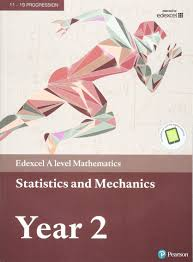 11 - 19 PROGRESSION
edexcel
Edexcel A level Mathematics
Statistics and Mechanics
Year 2
Pearson